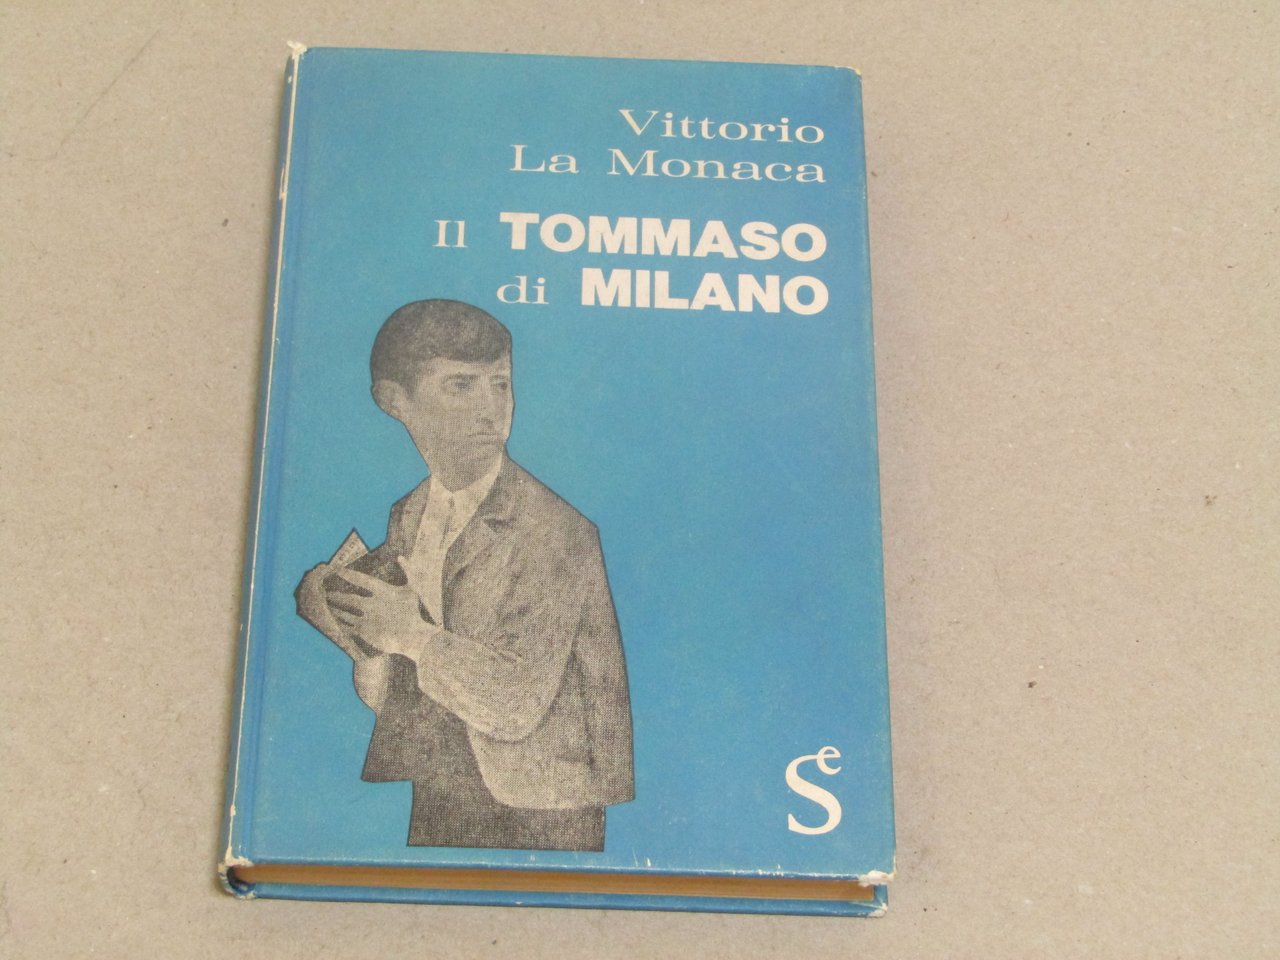 Vittorio
La Monaca
Il TOMMASO
di MILANO
Se